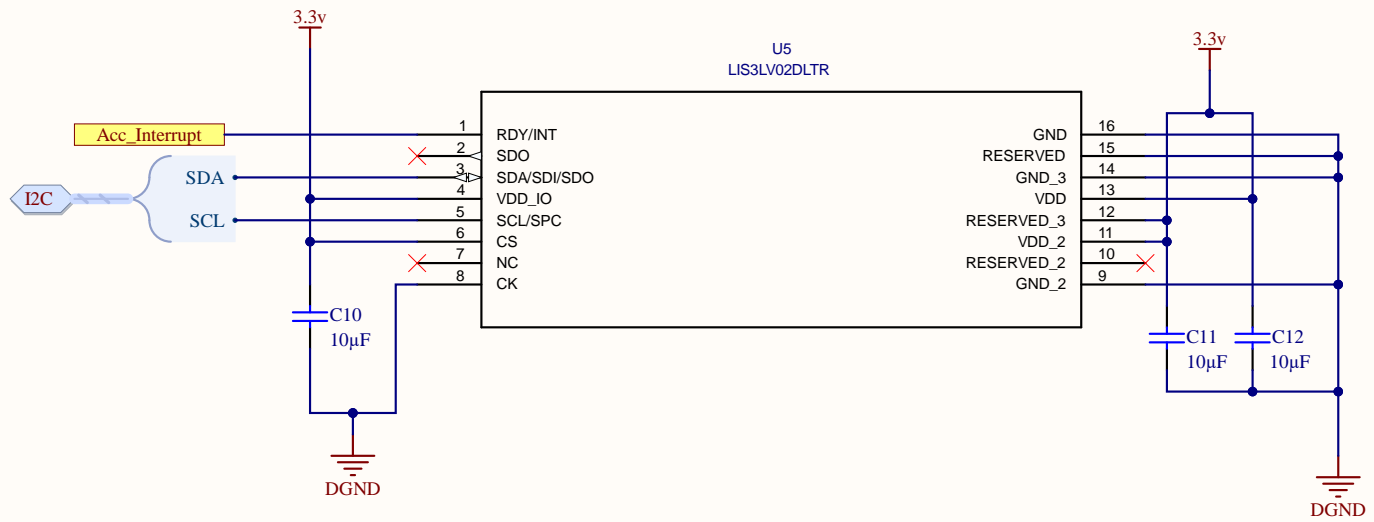 3.3v
U5
LIS3LV02DLTR
3.3v
Acc_Interrupt
1 RDY/INT
2 SDO
3 SDA/SDI/SDO
4 VDD_IO
5 SCL/SPC
6 CS
7 NC
8 CK
GND 16
RESERVED 15
GND_3 14
VDD 13
RESERVED_3 12
VDD_2 11
RESERVED_2 10
GND_2 9
I2C
SDA
SCL
C10
10µF
C11
10µF
C12
10µF
DGND
DGND